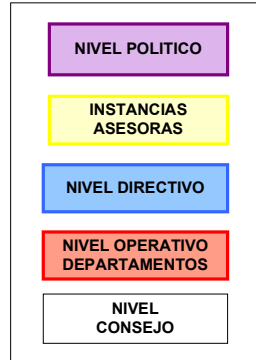 NIVEL POLITICO
INSTANCIAS
ASESORAS
NIVEL DIRECTIVO
NIVEL OPERATIVO
DEPARTAMENTOS
NIVEL
CONSEJO